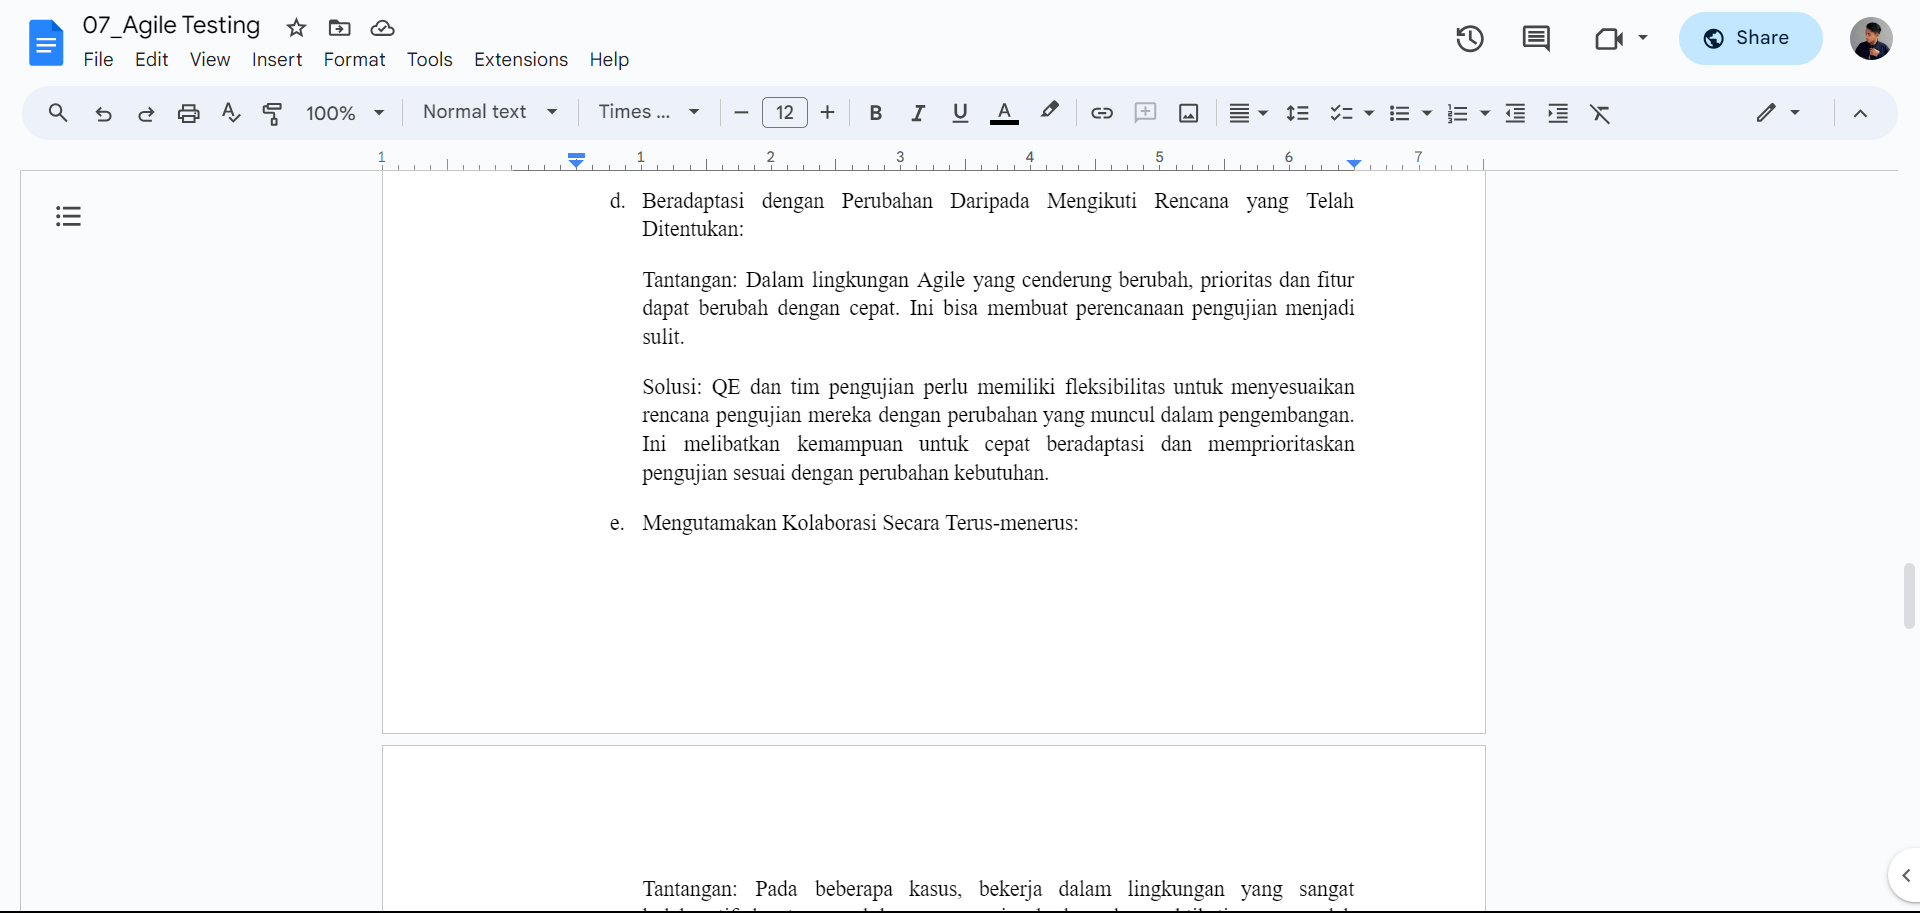 07_Agile Testing
File Edit View Insert Format Tools Extensions Help
Share
100% Normal text Times ... 12 B I U A
1 1 2 3 4 5 6 7
d. Beradaptasi dengan Perubahan Daripada Mengikuti Rencana yang Telah
Ditentukan:
Tantangan: Dalam lingkungan Agile yang cenderung berubah, prioritas dan fitur
dapat berubah dengan cepat. Ini bisa membuat perencanaan pengujian menjadi
sulit.
Solusi: QE dan tim pengujian perlu memiliki fleksibilitas untuk menyesuaikan
rencana pengujian mereka dengan perubahan yang muncul dalam pengembangan.
Ini melibatkan kemampuan untuk cepat beradaptasi dan memprioritaskan
pengujian sesuai dengan perubahan kebutuhan.
e. Mengutamakan Kolaborasi Secara Terus-menerus:
Tantangan: Pada beberapa kasus, bekerja dalam lingkungan yang sangat